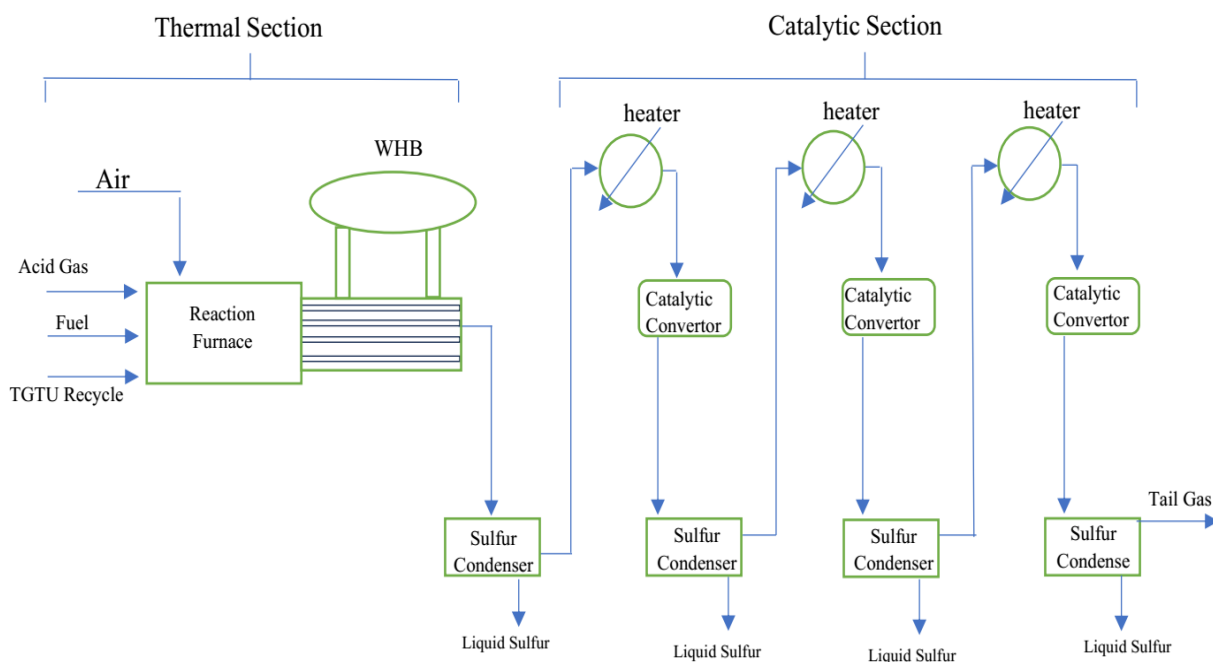 Thermal Section
Catalytic Section
heater
heater
heater
WHB
Air
Acid Gas
Fuel
TGTU Recycle
Reaction
Furnace
Catalytic
Convertor
Catalytic
Convertor
Catalytic
Convertor
Tail Gas
Sulfur
Condenser
Sulfur
Condenser
Sulfur
Condenser
Sulfur
Condense
Liquid Sulfur
Liquid Sulfur
Liquid Sulfur
Liquid Sulfur